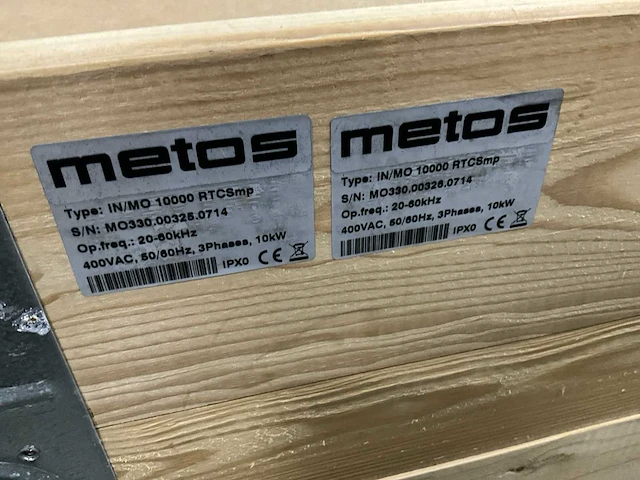 metos
Type: IN/MO 10000 RTCSmp
S/N: MO330.00325.0714
Op.freq.: 20-60kHz
400VAC, 50/60Hz, 3Phases, 10kW
IPX0 CE
metos
Type: IN/MO 10000 RTCSmp
S/N: MO330.00326.0714
Op.freq.: 20-60kHz
400VAC, 50/60Hz, 3Phases, 10kW
IPX0 CE